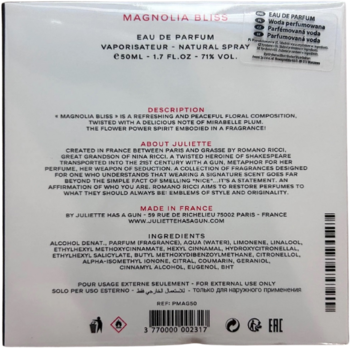 MAGNOLIA BLISS
EAU DE PARFUM
VAPORISATEUR - NATURAL SPRAY
℮50ML - 1.7 FL.OZ - 71% VOL.
EAU DE PARFUM
Woda perfumowana
Parfémovaná voda
Parfumovaná voda
DESCRIPTION
« MAGNOLIA BLISS » IS A REFRESHING AND PEACEFUL FLORAL COMPOSITION,
TWISTED WITH A DELICIOUS NOTE OF MIRABELLE PLUM.
THE FLOWER POWER SPIRIT EMBODIED IN A FRAGRANCE!
ABOUT JULIETTE
CREATED IN FRANCE BETWEEN PARIS AND GRASSE BY ROMANO RICCI,
GREAT GRANDSON OF NINA RICCI, A TWISTED HEROINE OF SHAKESPEARE
TRANSPORTED INTO THE 21ST CENTURY WITH A GUN, METAPHOR FOR HER
PERFUME, HER WEAPON OF SEDUCTION. A COLLECTION OF FRAGRANCES DESIGNED
FOR ONE WHO UNDERSTANDS THAT WEARING A SIGNATURE SCENT GOES FAR
BEYOND THE SIMPLE FACT OF SMELLING "NICE"...IT'S A STATEMENT, AN
AFFIRMATION OF WHO YOU ARE. ROMANO RICCI AIMS TO RESTORE PERFUMES TO
WHAT THEY ALWAYS SHOULD BE: EMBLEMS OF STYLE AND ORIGINALITY.
MADE IN FRANCE
BY JULIETTE HAS A GUN - 59 RUE DE RICHELIEU 75002 PARIS - FRANCE
WWW.JULIETTEHASAGUN.COM
INGREDIENTS
ALCOHOL DENAT., PARFUM (FRAGRANCE), AQUA (WATER), LIMONENE, LINALOOL,
ETHYLHEXYL METHOXYCINNAMATE, HEXYL CINNAMAL, HYDROXYCITRONELLAL,
ETHYLHEXYL SALICYLATE, BUTYL METHOXYDIBENZOYLMETHANE, CITRONELLOL,
ALPHA-ISOMETHYL IONONE, CITRAL, COUMARIN, GERANIOL,
CINNAMYL ALCOHOL, EUGENOL, BHT
POUR USAGE EXTERNE SEULEMENT - FOR EXTERNAL USE ONLY
SOLO PER USO ESTERNO - للاستعمال الخارجي فقط - только для наружного применения
REF: PMAG50
3 770000 002317